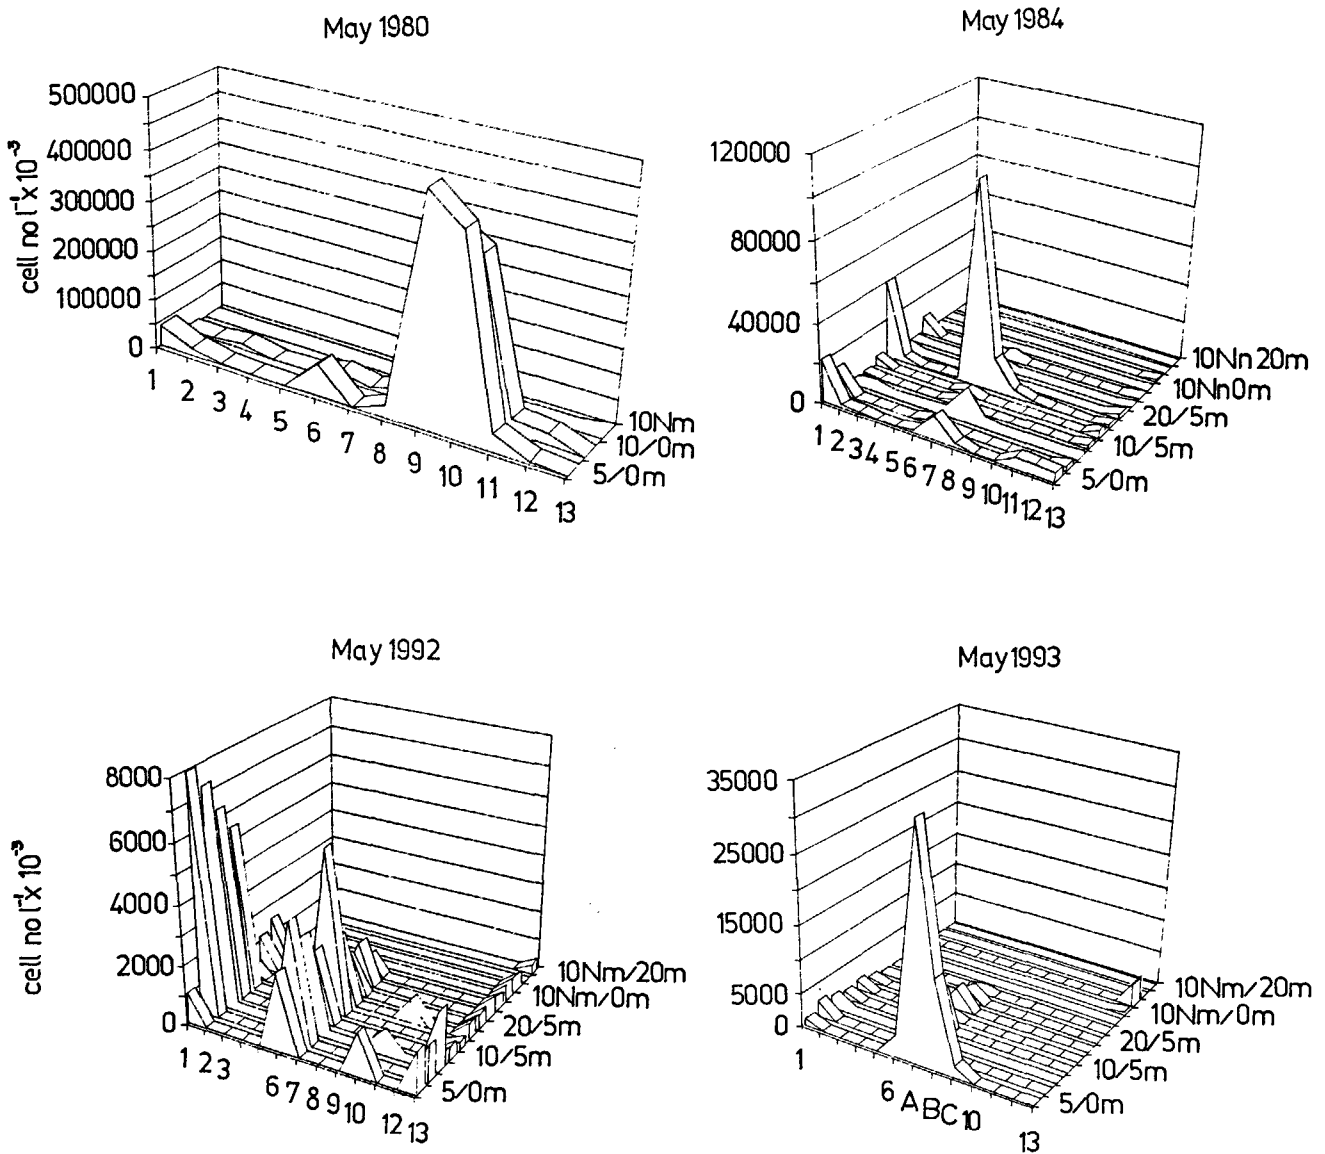 May 1980
500000
400000
300000
200000
100000
0
cell no l⁻¹ x 10⁻³
1 2 3 4 5 6 7 8 9 10 11 12 13
10Nm
10/0m
5/0m
May 1984
120000
80000
40000
0
1 2 3 4 5 6 7 8 9 10 11 12 13
10Nn 20m
10Nn0m
20/5m
10/5m
5/0m
May 1992
8000
6000
4000
2000
0
cell no l⁻¹ x 10⁻³
1 2 3 6 7 8 9 10 12 13
10Nm/20m
10Nm/0m
20/5m
10/5m
5/0m
May 1993
35000
25000
15000
5000
0
1 6 A B C 10 13
10Nm/20m
10Nm/0m
20/5m
10/5m
5/0m